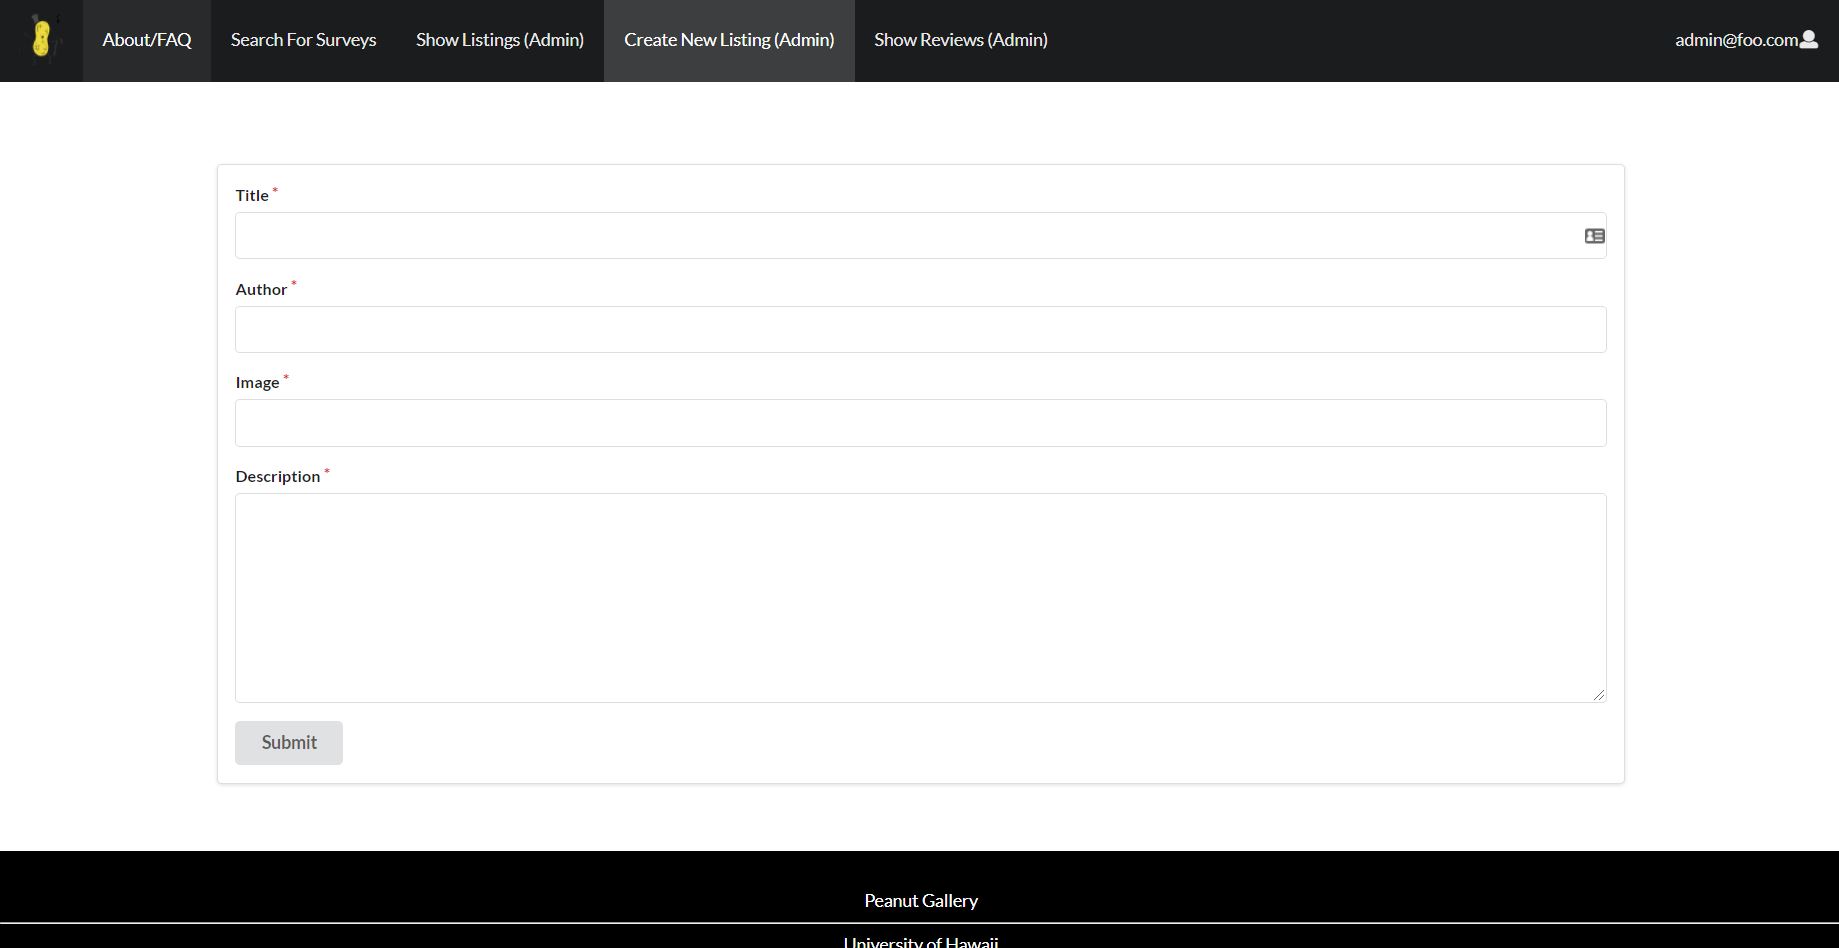 About/FAQ Search For Surveys Show Listings (Admin) Create New Listing (Admin) Show Reviews (Admin) admin@foo.com
Title *
Author *
Image *
Description *
Submit
Peanut Gallery
University of Hawaii